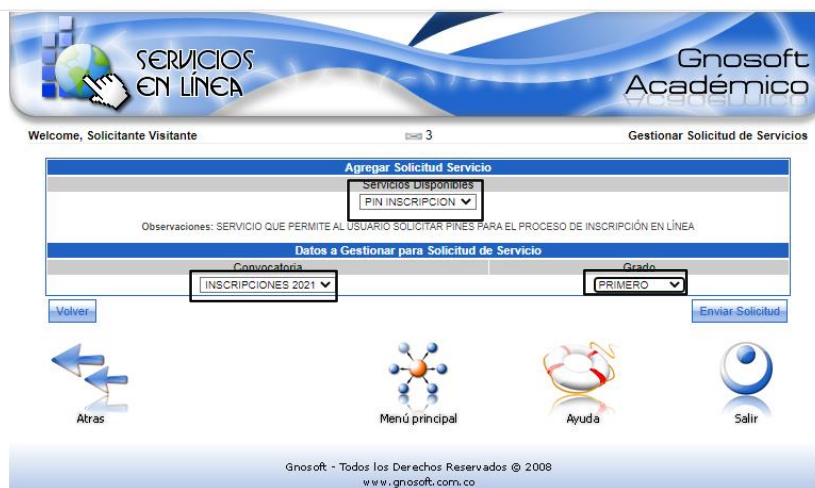 SERVICIOS
EN LÍNEA
Gnosoft
Académico
Welcome, Solicitante Visitante
3
Gestionar Solicitud de Servicios
Agregar Solicitud Servicio
Servicios Disponibles
PIN INSCRIPCION
Observaciones: SERVICIO QUE PERMITE AL USUARIO SOLICITAR PINES PARA EL PROCESO DE INSCRIPCIÓN EN LÍNEA
Datos a Gestionar para Solicitud de Servicio
Convocatoria
Grado
INSCRIPCIONES 2021
PRIMERO
Volver
Enviar Solicitud
Atras
Menú principal
Ayuda
Salir
Gnosoft - Todos los Derechos Reservados @ 2008
www.gnosoft.com.co